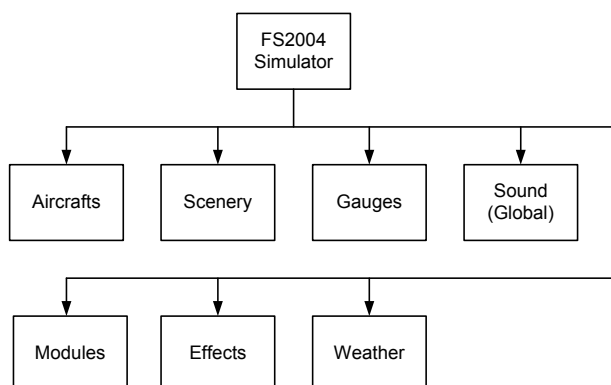 FS2004
Simulator
Aircrafts
Scenery
Gauges
Sound
(Global)
Modules
Effects
Weather